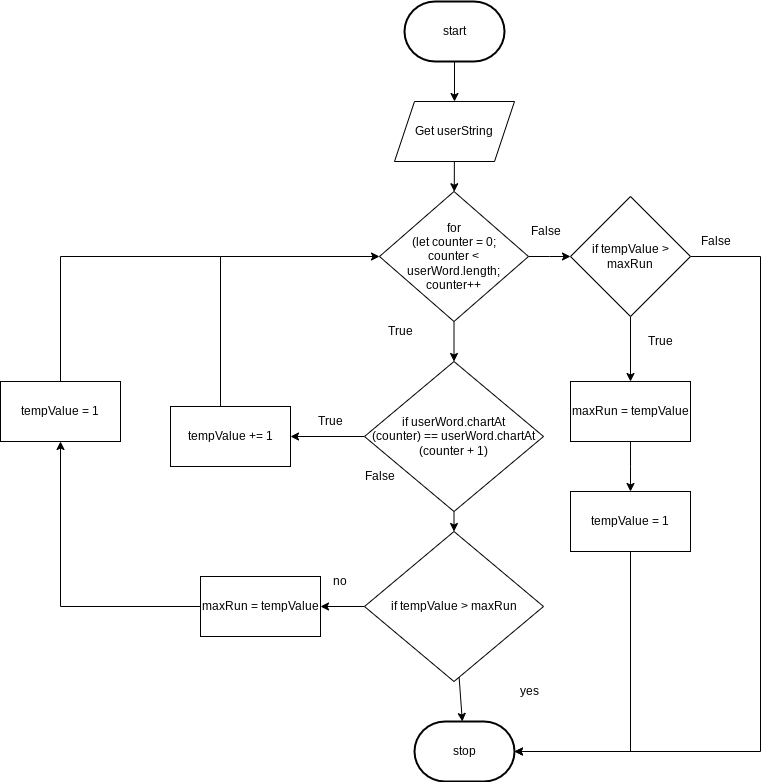 start
Get userString
for
(let counter = 0;
counter <
userWord.length;
counter++
False
if tempValue >
maxRun
False
True
True
tempValue = 1
maxRun = tempValue
True
tempValue += 1
if userWord.chartAt
(counter) == userWord.chartAt
(counter + 1)
False
tempValue = 1
no
maxRun = tempValue
if tempValue > maxRun
yes
stop